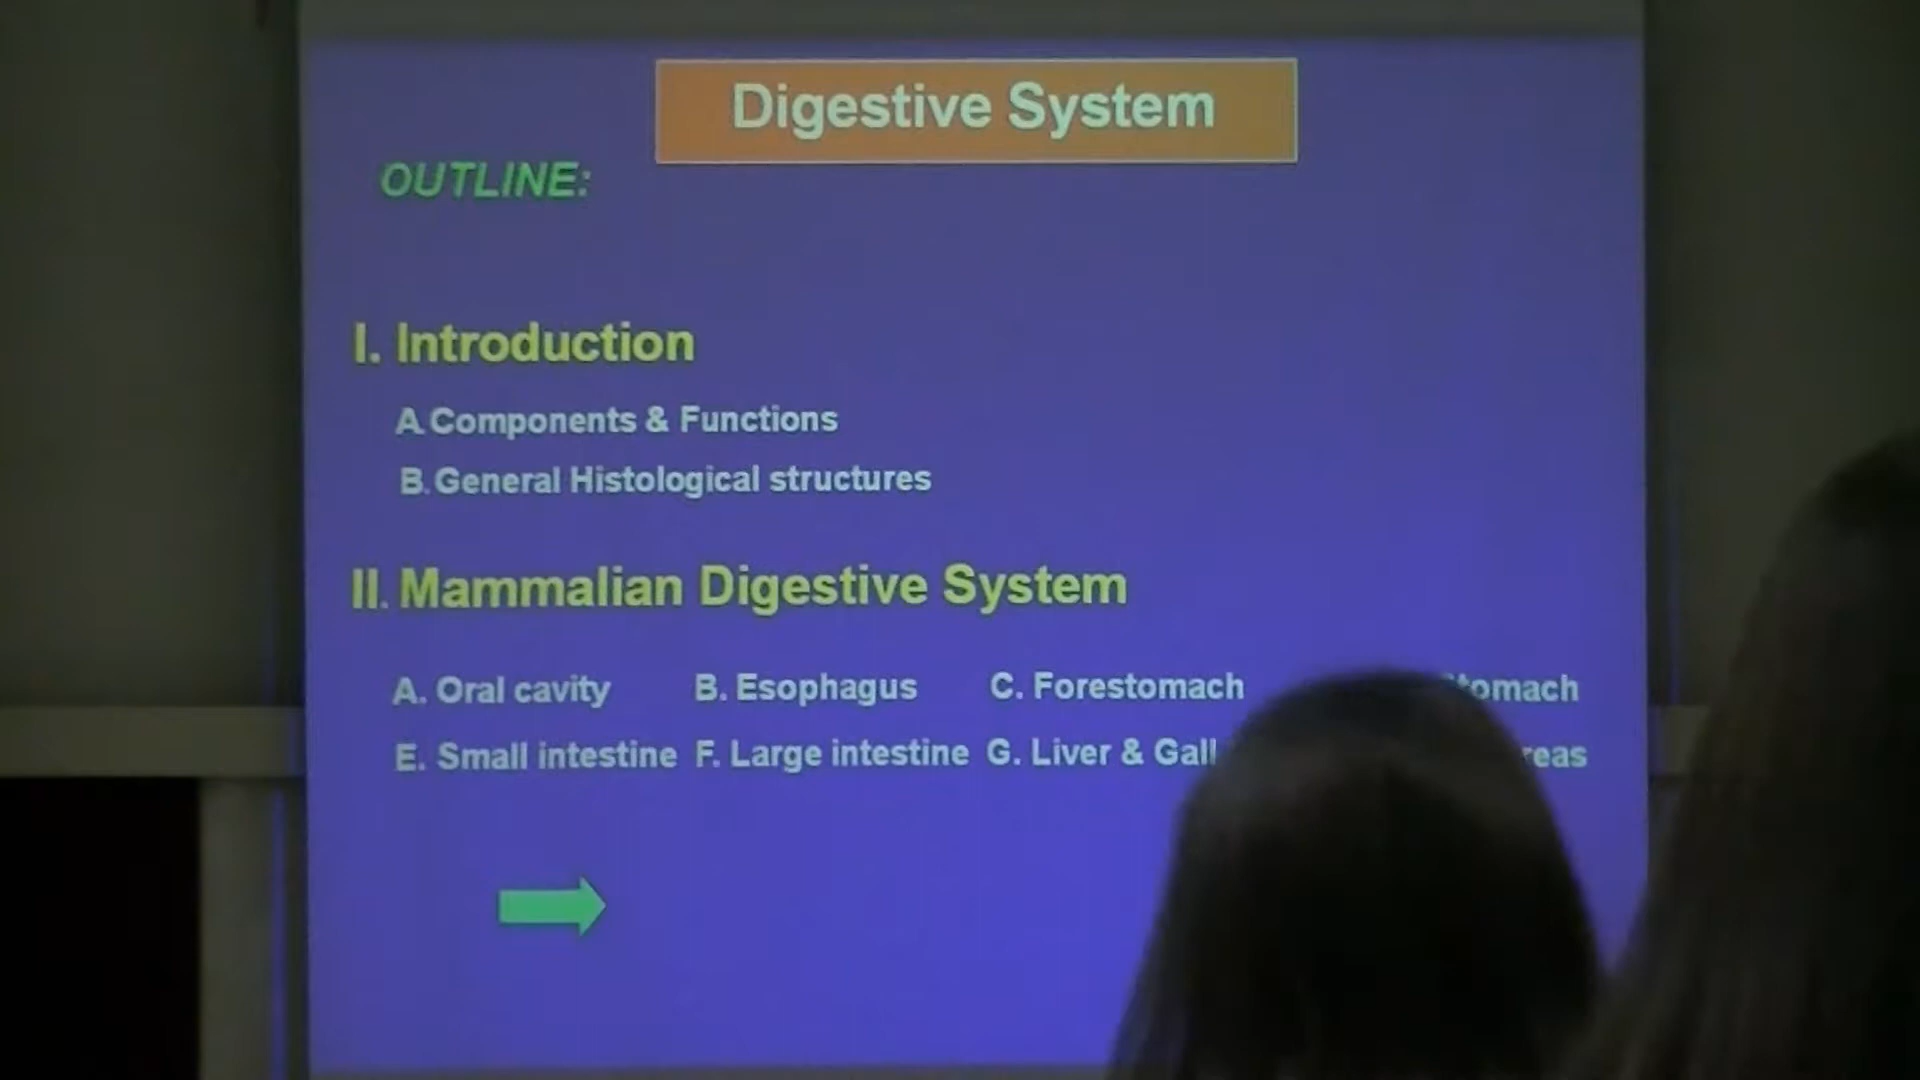 Digestive System
OUTLINE:
I. Introduction
A. Components & Functions
B. General Histological structures
II. Mammalian Digestive System
A. Oral cavity B. Esophagus C. Forestomach
E. Small intestine F. Large intestine G. Liver &